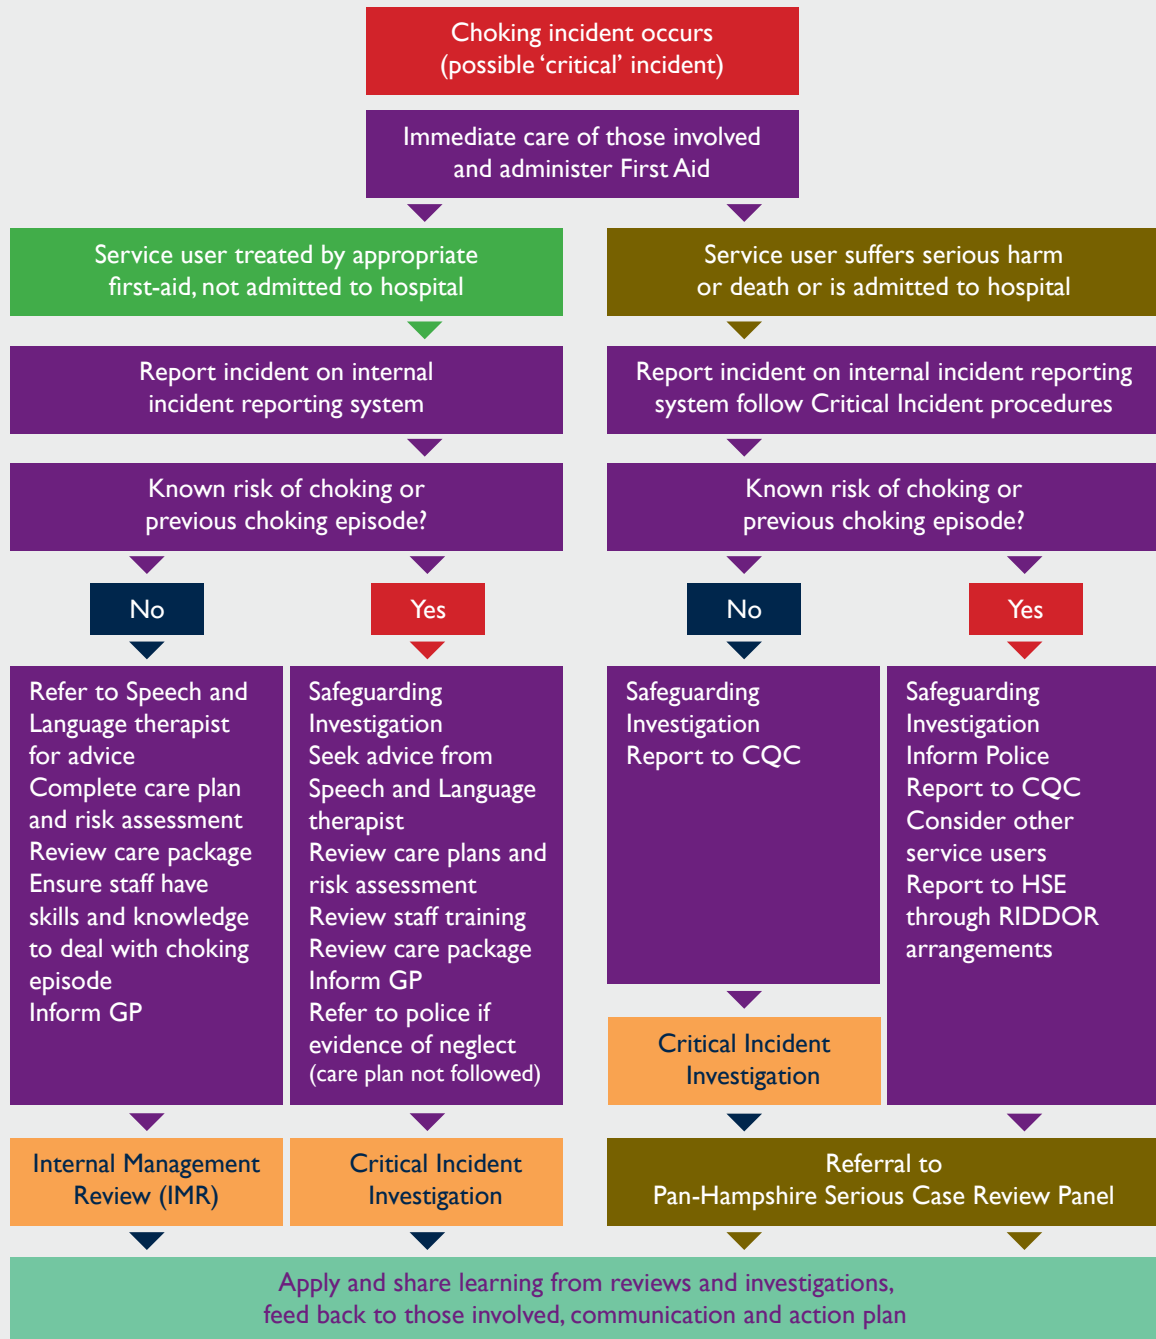 Choking incident occurs
(possible ‘critical’ incident)
Immediate care of those involved
and administer First Aid
Service user treated by appropriate
first-aid, not admitted to hospital
Service user suffers serious harm
or death or is admitted to hospital
Report incident on internal
incident reporting system
Report incident on internal incident reporting
system follow Critical Incident procedures
Known risk of choking or
previous choking episode?
Known risk of choking or
previous choking episode?
No
Yes
No
Yes
Refer to Speech and
Language therapist
for advice
Complete care plan
and risk assessment
Review care package
Ensure staff have
skills and knowledge
to deal with choking
episode
Inform GP
Safeguarding
Investigation
Seek advice from
Speech and Language
therapist
Review care plans and
risk assessment
Review staff training
Review care package
Inform GP
Refer to police if
evidence of neglect
(care plan not followed)
Safeguarding
Investigation
Report to CQC
Safeguarding
Investigation
Inform Police
Report to CQC
Consider other
service users
Report to HSE
through RIDDOR
arrangements
Critical Incident
Investigation
Internal Management
Review (IMR)
Critical Incident
Investigation
Referral to
Pan-Hampshire Serious Case Review Panel
Apply and share learning from reviews and investigations,
feed back to those involved, communication and action plan